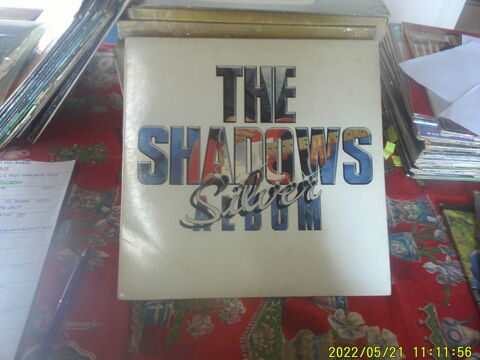 THE
SHADOWS
Silver
ALBUM
2022/05/21 11:11:56